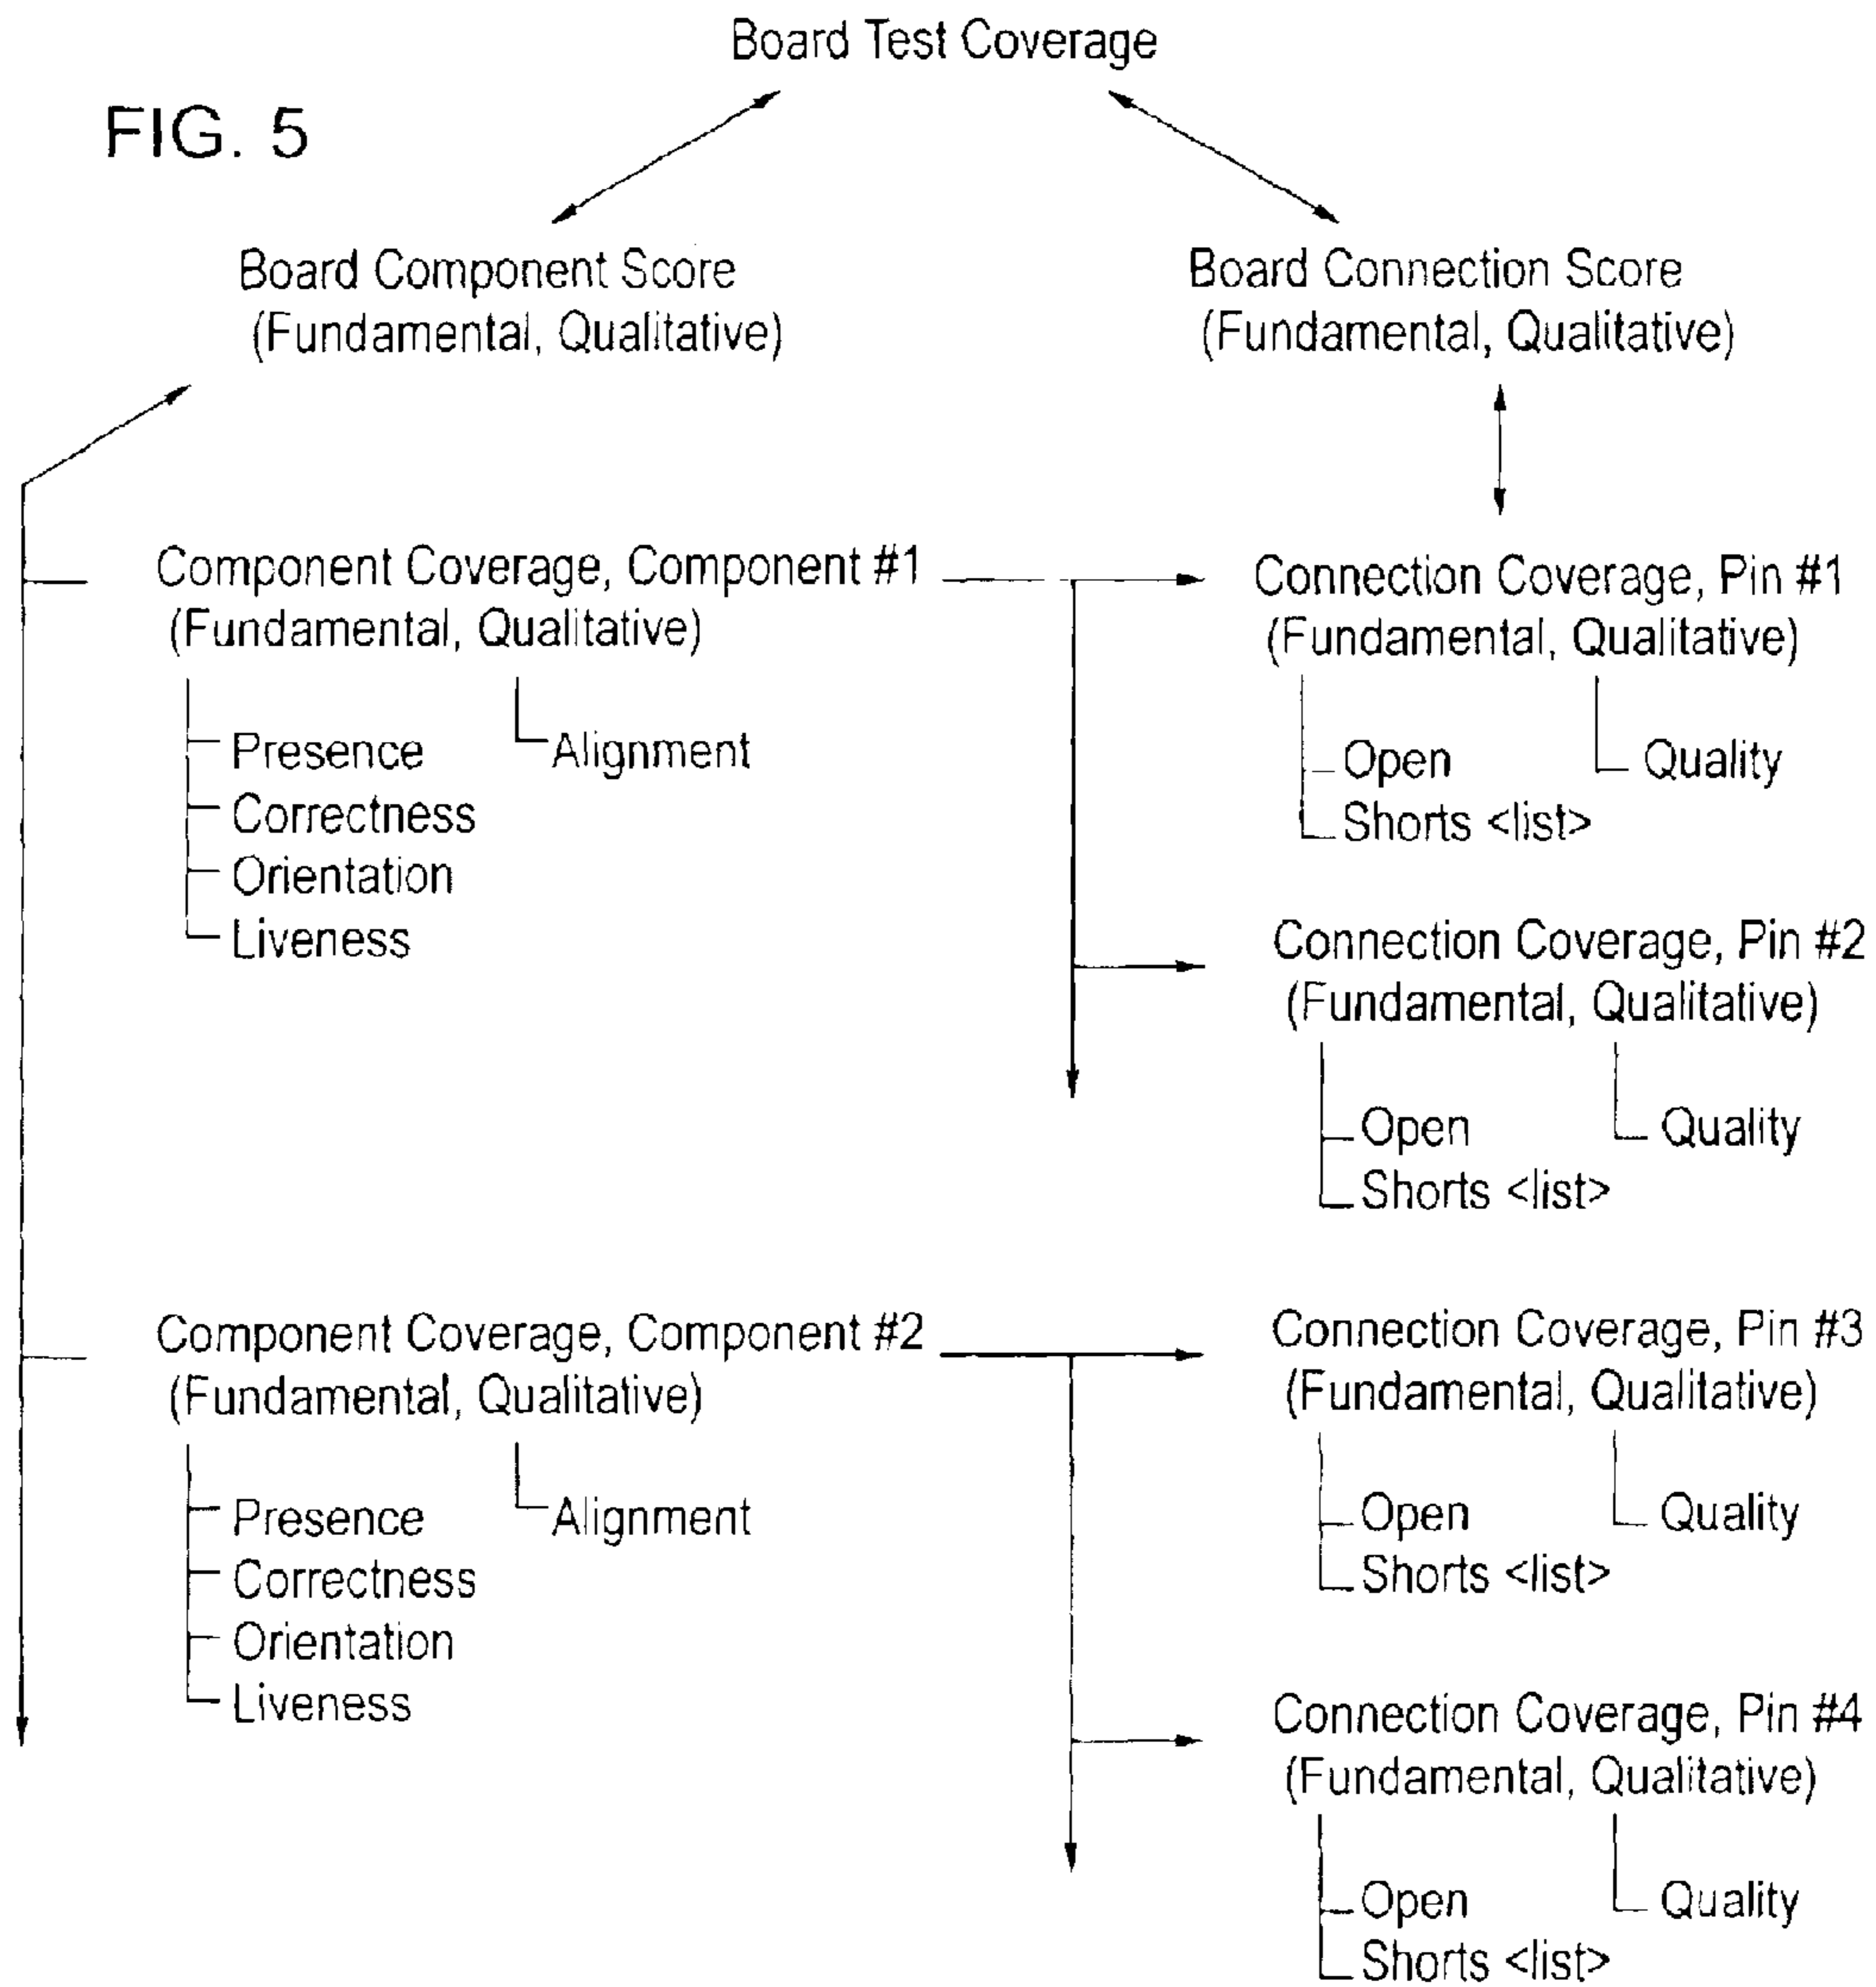 Board Test Coverage
FIG. 5
Board Component Score
(Fundamental, Qualitative)
Board Connection Score
(Fundamental, Qualitative)
Component Coverage, Component #1
(Fundamental, Qualitative)
Presence
Alignment
Correctness
Orientation
Liveness
Connection Coverage, Pin #1
(Fundamental, Qualitative)
Open
Quality
Shorts <list>
Connection Coverage, Pin #2
(Fundamental, Qualitative)
Open
Quality
Shorts <list>
Component Coverage, Component #2
(Fundamental, Qualitative)
Presence
Alignment
Correctness
Orientation
Liveness
Connection Coverage, Pin #3
(Fundamental, Qualitative)
Open
Quality
Shorts <list>
Connection Coverage, Pin #4
(Fundamental, Qualitative)
Open
Quality
Shorts <list>